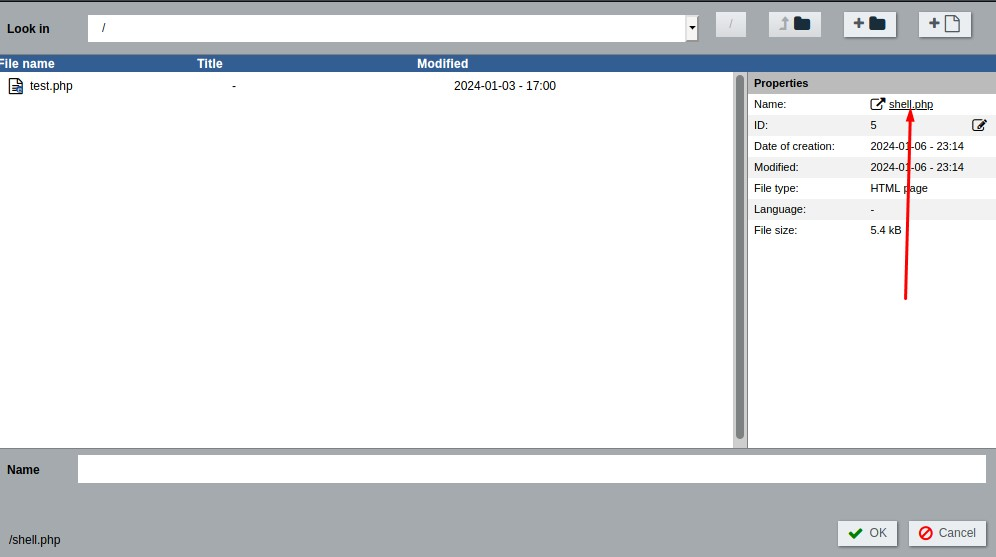 Look in / /
File name Title Modified
test.php - 2024-01-03 - 17:00
Properties
Name: shell.php
ID: 5
Date of creation: 2024-01-06 - 23:14
Modified: 2024-01-06 - 23:14
File type: HTML page
Language: -
File size: 5.4 kB
Name
/shell.php
OK Cancel